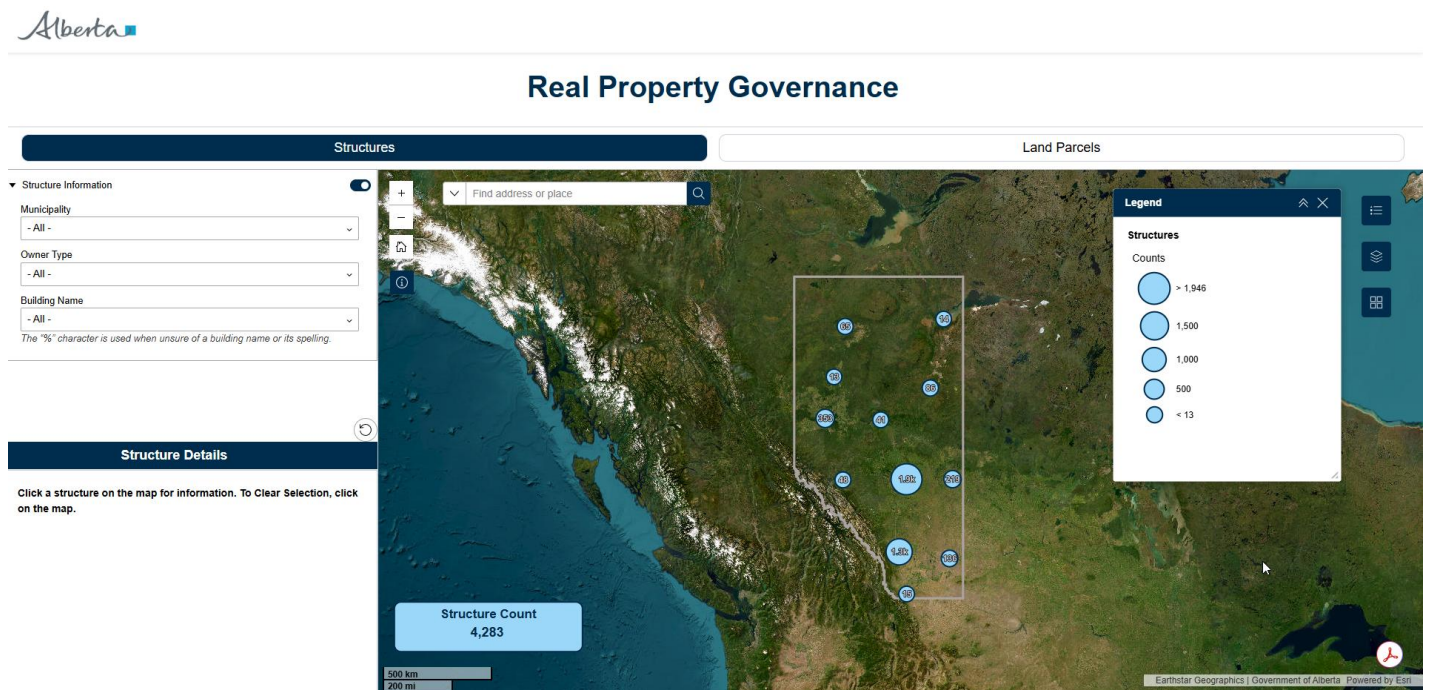 Alberta
Real Property Governance
Structures
Land Parcels
Structure Information
Municipality
- All -
Owner Type
- All -
Building Name
- All -
The "%" character is used when unsure of a building name or its spelling.
Structure Details
Click a structure on the map for information. To Clear Selection, click
on the map.
+
Find address or place
−
65
14
13
86
353
41
48
1.9k
219
1.3k
15
Structure Count
4,283
500 km
200 mi
Legend
Structures
Counts
> 1,946
1,500
1,000
500
< 13
Earthstar Geographics | Government of Alberta Powered by Esri